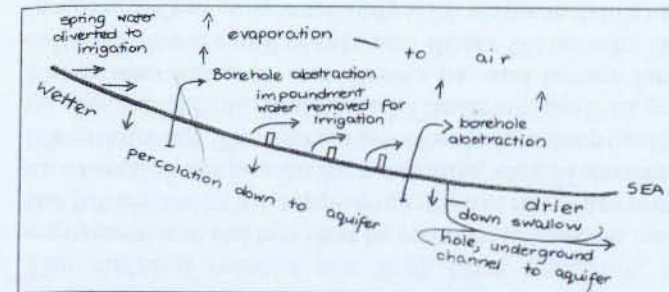 spring water
diverted to
irrigation
evaporation to air
Borehole abstraction
impoundment
water removed for
irrigation
borehole
abstraction
Wetter
percolation down to aquifer
SEA
drier
down swallow
hole, underground
channel to aquifer